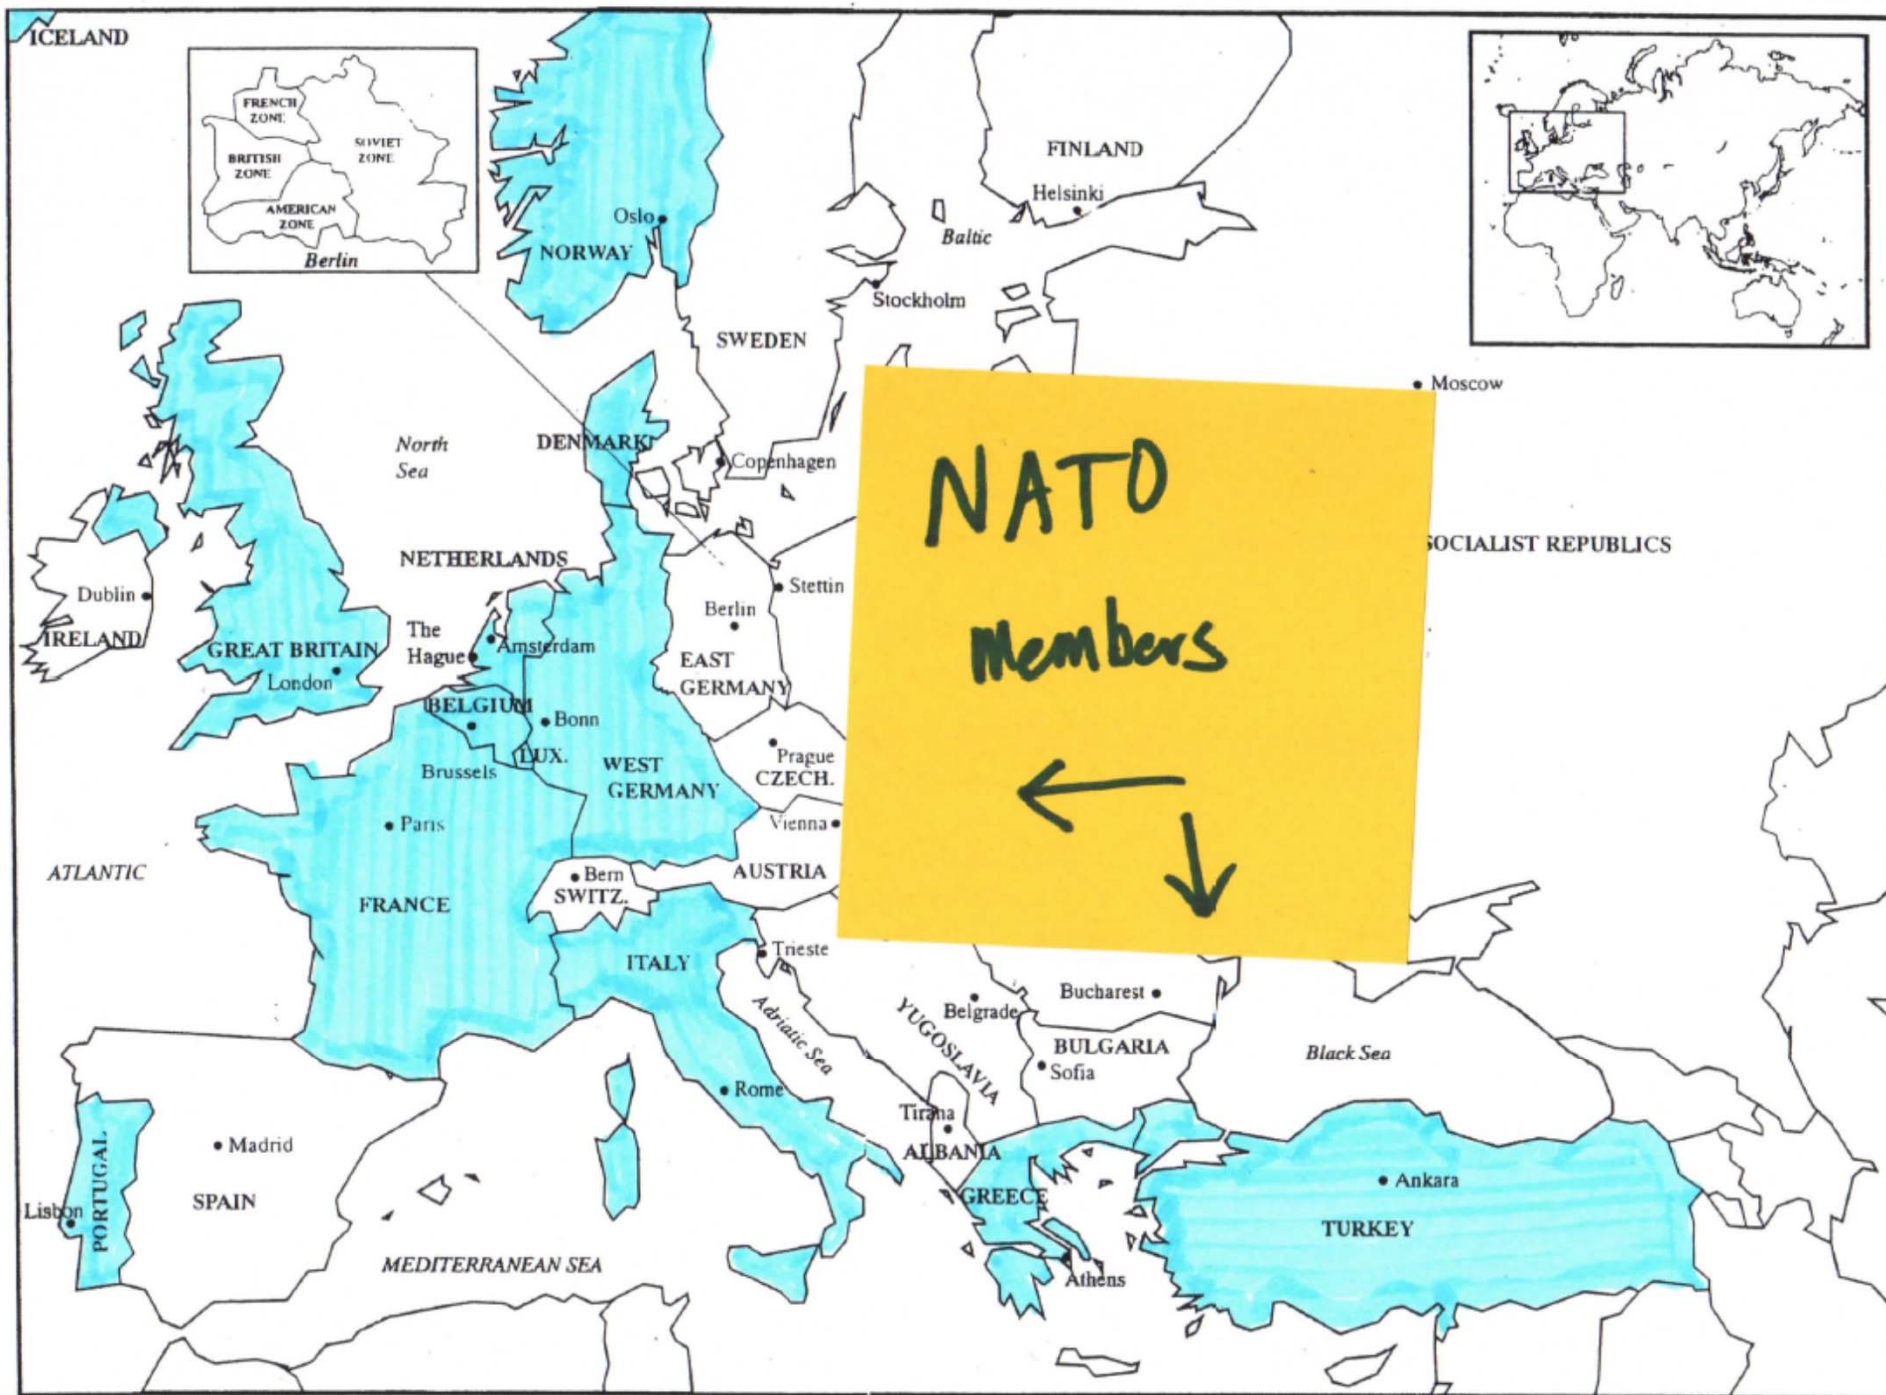 ICELAND
FRENCH
ZONE
SOVIET
ZONE
BRITISH
ZONE
AMERICAN
ZONE
Berlin
FINLAND
Helsinki
Oslo
NORWAY
Baltic
Stockholm
SWEDEN
Moscow
North
Sea
DENMARK
Copenhagen
NATO
members
SOCIALIST REPUBLICS
NETHERLANDS
Stettin
Dublin
Berlin
IRELAND
The
Hague
Amsterdam
GREAT BRITAIN
London
EAST
GERMANY
BELGIUM
Bonn
LUX.
Brussels
WEST
GERMANY
Prague
CZECH.
Paris
Vienna
ATLANTIC
AUSTRIA
Bern
SWITZ.
FRANCE
ITALY
Trieste
Adriatic Sea
Belgrade
YUGOSLAVIA
Bucharest
BULGARIA
Sofia
Black Sea
Rome
Tirana
ALBANIA
Madrid
SPAIN
PORTUGAL
Lisbon
GREECE
Ankara
TURKEY
MEDITERRANEAN SEA
Athens